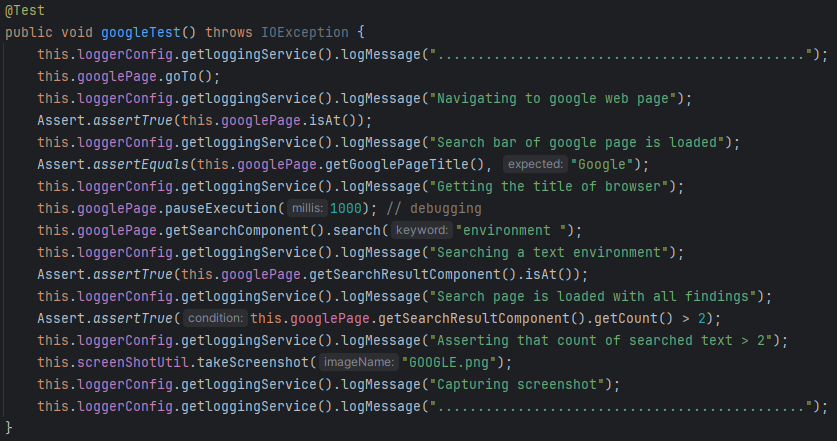 @Test
public void googleTest() throws IOException {
    this.loggerConfig.getloggingService().logMessage(".............................................");
    this.googlePage.goTo();
    this.loggerConfig.getloggingService().logMessage("Navigating to google web page");
    Assert.assertTrue(this.googlePage.isAt());
    this.loggerConfig.getloggingService().logMessage("Search bar of google page is loaded");
    Assert.assertEquals(this.googlePage.getGooglePageTitle(), expected: "Google");
    this.loggerConfig.getloggingService().logMessage("Getting the title of browser");
    this.googlePage.pauseExecution( millis: 1000); // debugging
    this.googlePage.getSearchComponent().search( keyword: "environment ");
    this.loggerConfig.getloggingService().logMessage("Searching a text environment");
    Assert.assertTrue(this.googlePage.getSearchResultComponent().isAt());
    this.loggerConfig.getloggingService().logMessage("Search page is loaded with all findings");
    Assert.assertTrue( condition: this.googlePage.getSearchResultComponent().getCount() > 2);
    this.loggerConfig.getloggingService().logMessage("Asserting that count of searched text > 2");
    this.screenShotUtil.takeScreenshot( imageName: "GOOGLE.png");
    this.loggerConfig.getloggingService().logMessage("Capturing screenshot");
    this.loggerConfig.getloggingService().logMessage(".............................................");
}